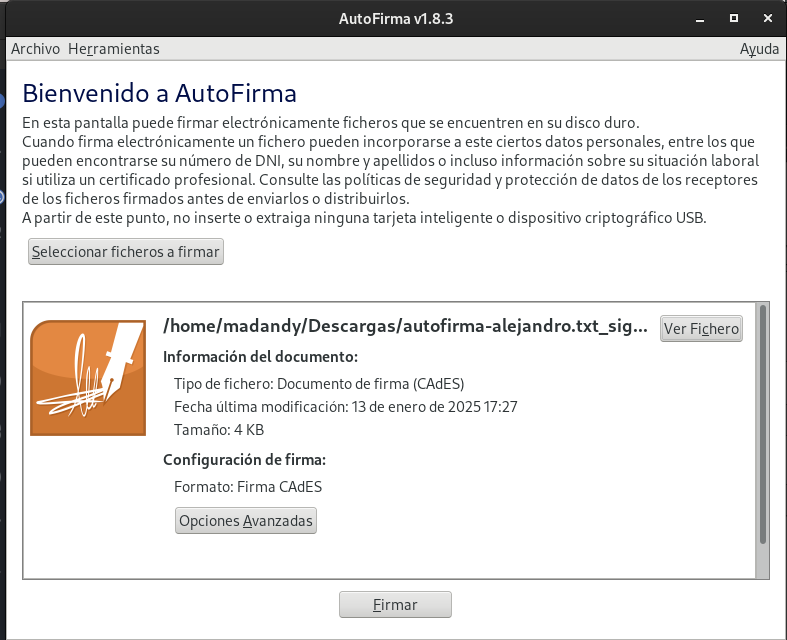 AutoFirma v1.8.3
Archivo Herramientas Ayuda
Bienvenido a AutoFirma
En esta pantalla puede firmar electrónicamente ficheros que se encuentren en su disco duro.
Cuando firma electrónicamente un fichero pueden incorporarse a este ciertos datos personales, entre los que
pueden encontrarse su número de DNI, su nombre y apellidos o incluso información sobre su situación laboral
si utiliza un certificado profesional. Consulte las políticas de seguridad y protección de datos de los receptores
de los ficheros firmados antes de enviarlos o distribuirlos.
A partir de este punto, no inserte o extraiga ninguna tarjeta inteligente o dispositivo criptográfico USB.
Seleccionar ficheros a firmar
/home/madandy/Descargas/autofirma-alejandro.txt_sig...
Ver Fichero
Información del documento:
Tipo de fichero: Documento de firma (CAdES)
Fecha última modificación: 13 de enero de 2025 17:27
Tamaño: 4 KB
Configuración de firma:
Formato: Firma CAdES
Opciones Avanzadas
Firmar